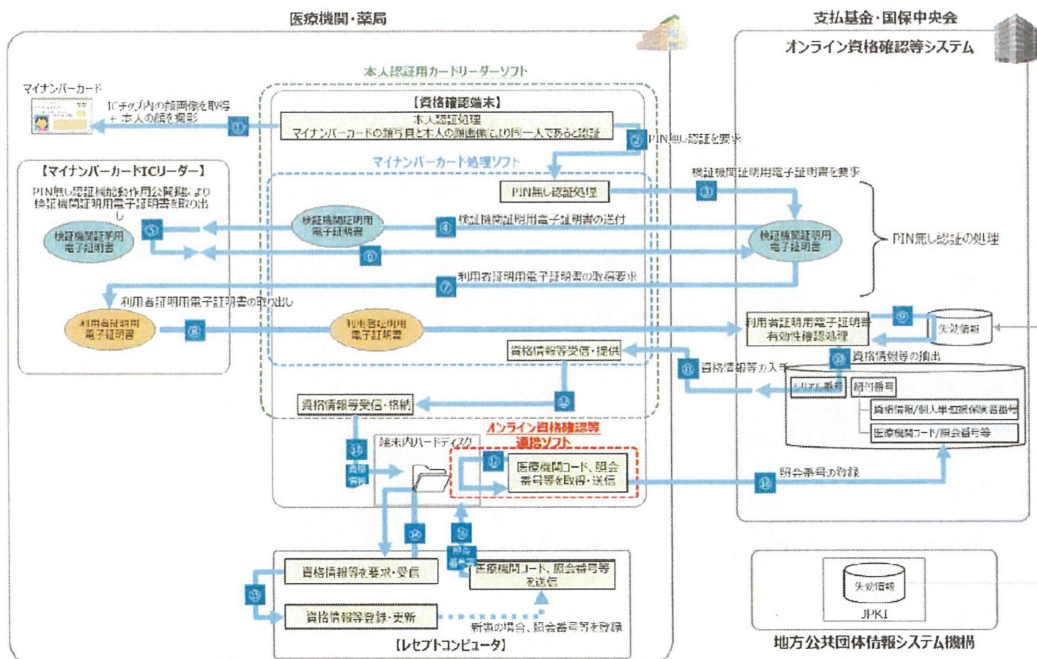 医療機関・薬局
支払基金・国保中央会
オンライン資格確認等システム
本人認証用カードリーダーソフト
マイナンバーカード
ICチップ内の顔画像を取得
+ 本人の顔を撮影
①
【資格確認端末】
本人認証処理
マイナンバーカードの顔写真と本人の顔画像により同一人であると認証
②
PIN無し認証を要求
マイナンバーカード処理ソフト
PIN無し認証処理
検証機関証明用電子証明書を要求
③
【マイナンバーカードICリーダー】
PIN無し認証機能動作用公開鍵により
検証機関証明用電子証明書を取り出
し
⑤
検証機関証明用
電子証明書
検証機関証明用
電子証明書
④
検証機関証明用電子証明書の送付
検証機関証明用
電子証明書
PIN無し認証の処理
⑥
⑦
利用者証明用電子証明書の取得要求
利用者証明用電子証明書の取り出し
利用者証明用
電子証明書
⑧
利用者証明用
電子証明書
利用者証明用電子証明書
有効性確認処理
⑨
失効情報
資格情報等受信・提供
⑪
資格情報等の入手
⑩
資格情報等の抽出
シリアル番号
紐付番号
資格情報/個人単位被保険者番号
医療機関コード/照会番号等
⑫
資格情報等受信・格納
⑬
資格
情報
端末内ハードディスク
オンライン資格確認等
連携ソフト
⑰
医療機関コード、照会
番号等を取得・送信
⑱
照会番号の登録
⑭
⑯
照会
番号等
資格情報等を要求・受信
医療機関コード、照会番号等
を送信
⑮
資格情報等登録・更新
新患の場合、照会番号等を登録
【レセプトコンピュータ】
失効情報
JPKI
地方公共団体情報システム機構